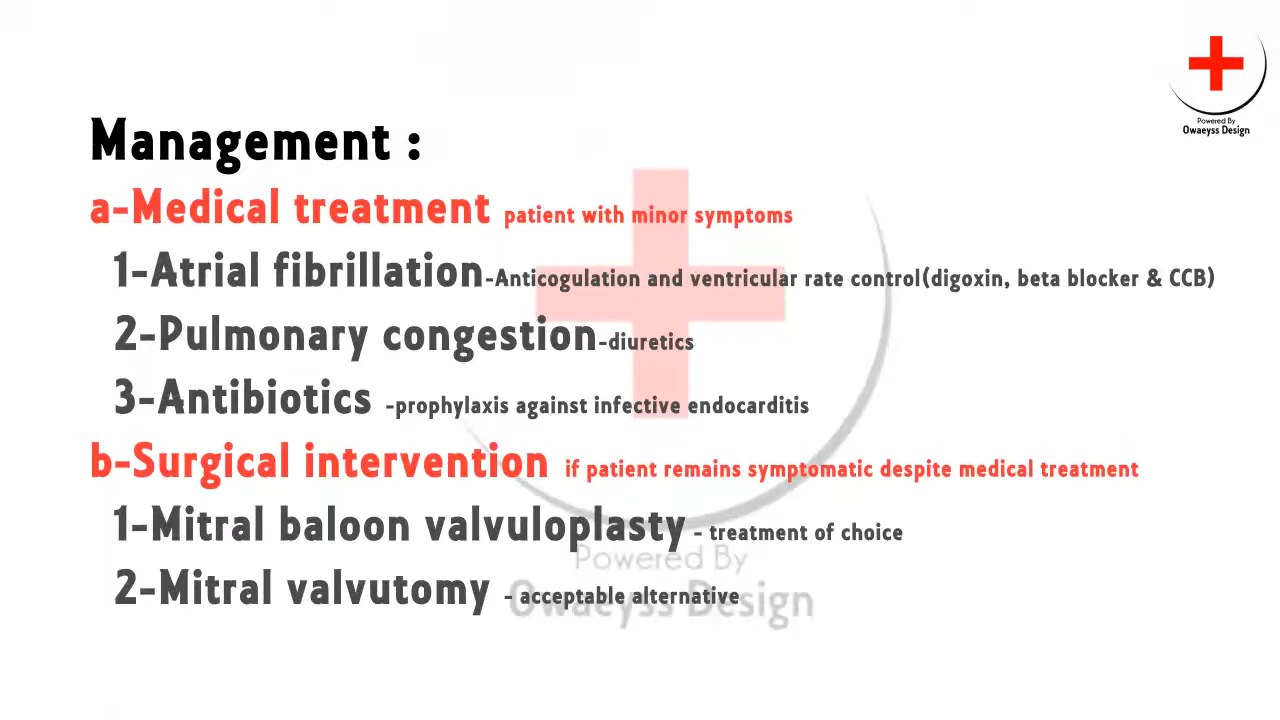 Powered By
Owaeyss Design
Management :
a-Medical treatment patient with minor symptoms
1-Atrial fibrillation-Anticogulation and ventricular rate control(digoxin, beta blocker & CCB)
2-Pulmonary congestion-diuretics
3-Antibiotics -prophylaxis against infective endocarditis
b-Surgical intervention if patient remains symptomatic despite medical treatment
1-Mitral baloon valvuloplasty - treatment of choice
Powered By
2-Mitral valvutomy - acceptable alternative
Owaeyss Design